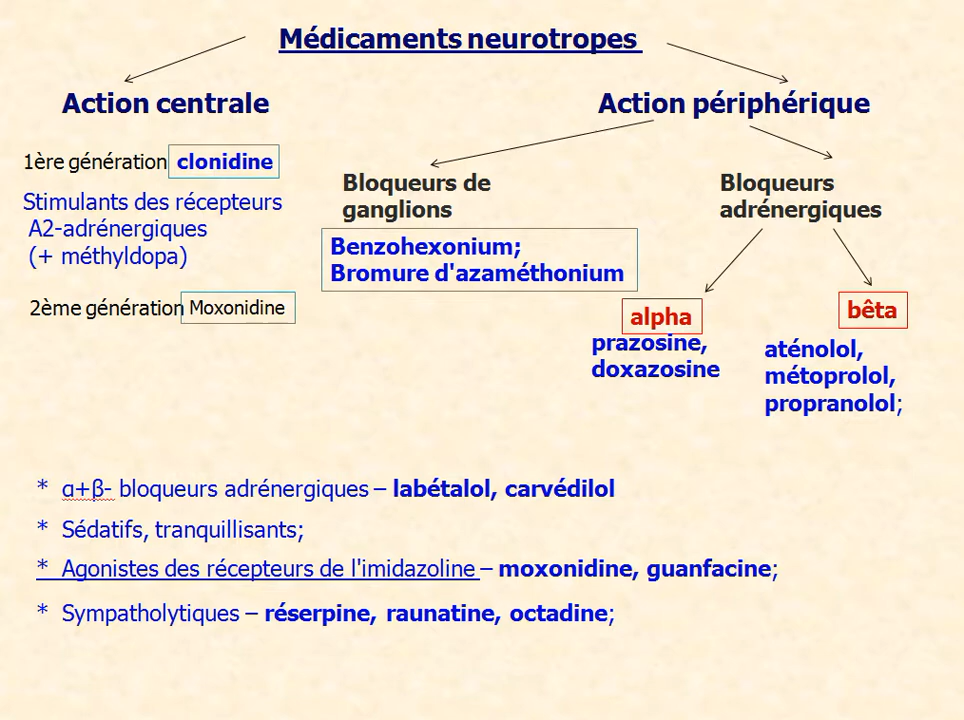 Médicaments neurotropes
Action centrale
Action périphérique
1ère génération clonidine
Stimulants des récepteurs
A2-adrénergiques
(+ méthyldopa)
2ème génération Moxonidine
Bloqueurs de
ganglions
Benzohexonium;
Bromure d'azaméthonium
Bloqueurs
adrénergiques
alpha
prazosine,
doxazosine
bêta
aténolol,
métoprolol,
propranolol;
* α+β- bloqueurs adrénergiques – labétalol, carvédilol
* Sédatifs, tranquillisants;
* Agonistes des récepteurs de l'imidazoline – moxonidine, guanfacine;
* Sympatholytiques – réserpine, raunatine, octadine;